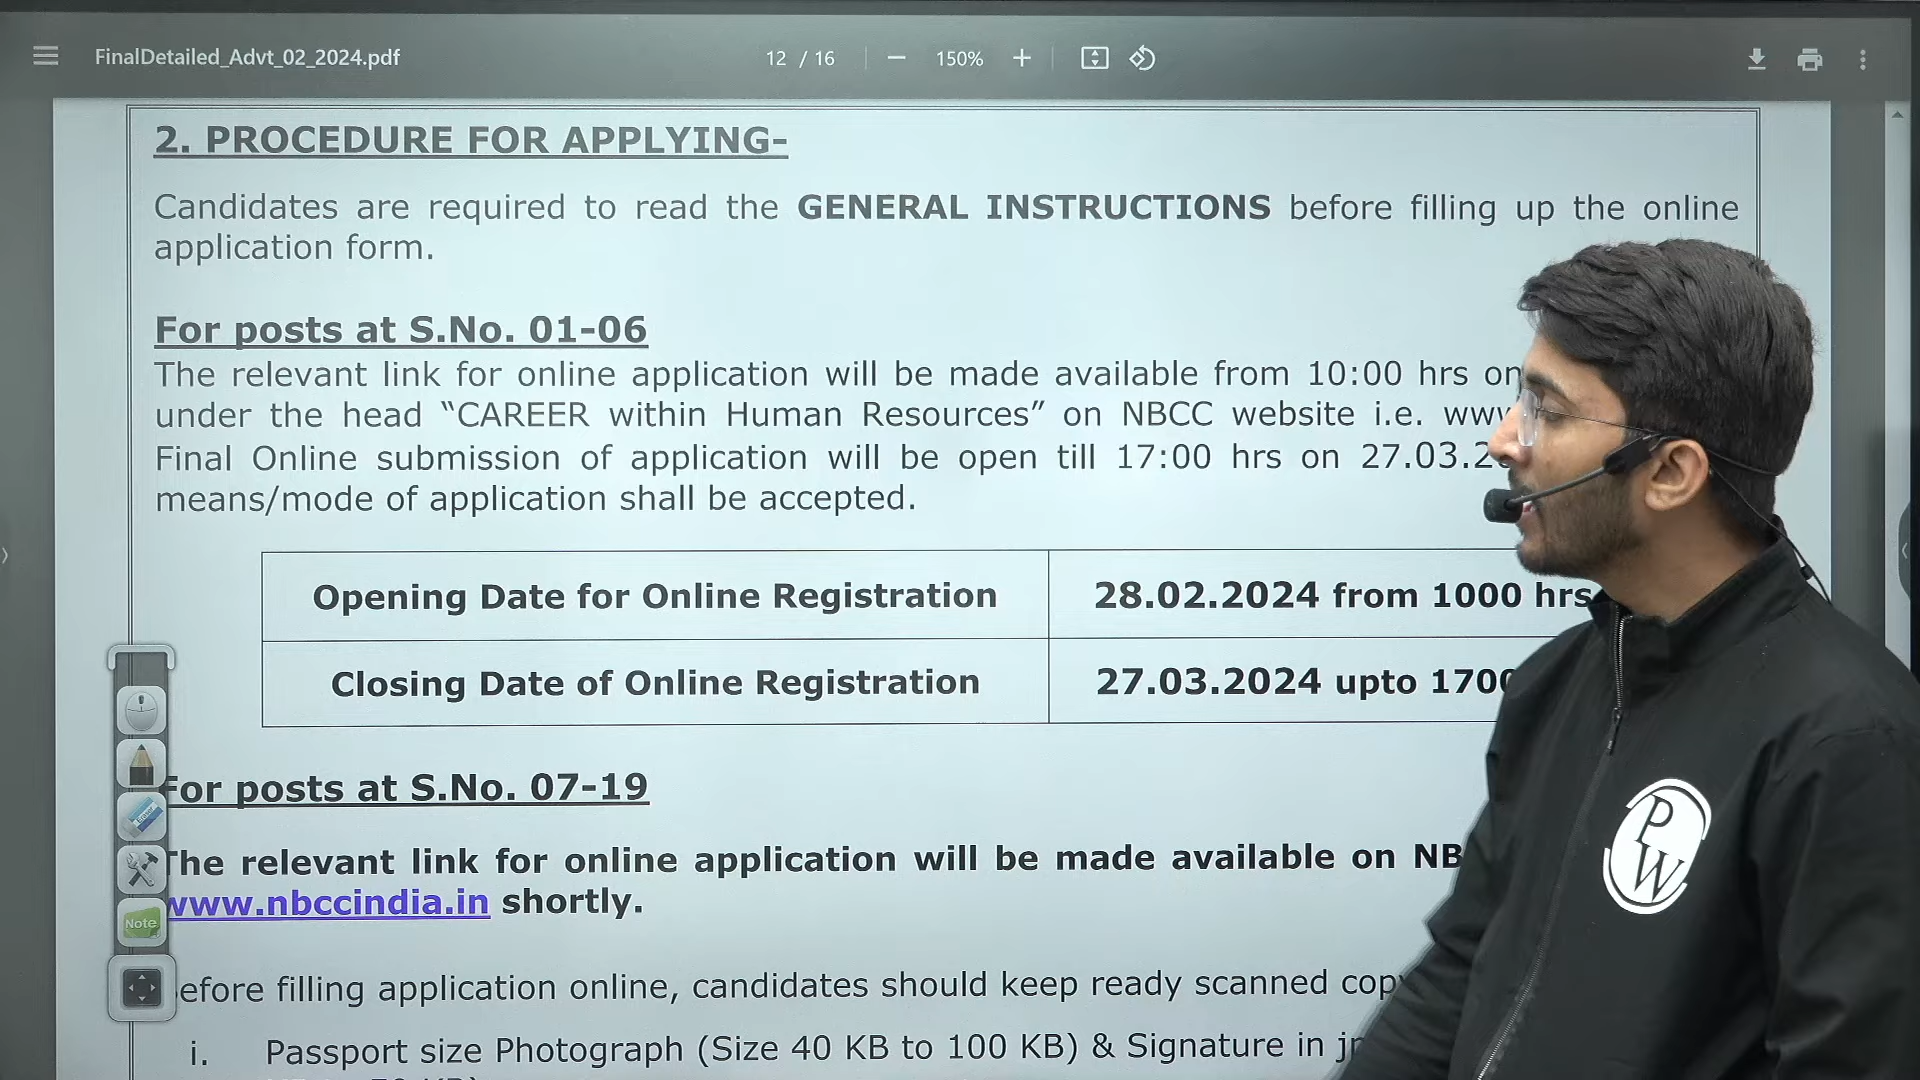 FinalDetailed_Advt_02_2024.pdf
12 / 16
150%
2. PROCEDURE FOR APPLYING-
Candidates are required to read the GENERAL INSTRUCTIONS before filling up the online
application form.
For posts at S.No. 01-06
The relevant link for online application will be made available from 10:00 hrs on
under the head “CAREER within Human Resources” on NBCC website i.e.
Final Online submission of application will be open till 17:00 hrs on
means/mode of application shall be accepted.
Opening Date for Online Registration
28.02.2024 from 1000 hrs
Closing Date of Online Registration
27.03.2024 upto
For posts at S.No. 07-19
The relevant link for online application will be made available on
www.nbccindia.in shortly.
Note
efore filling application online, candidates should keep ready scanned
i. Passport size Photograph (Size 40 KB to 100 KB) & Signature in
PW